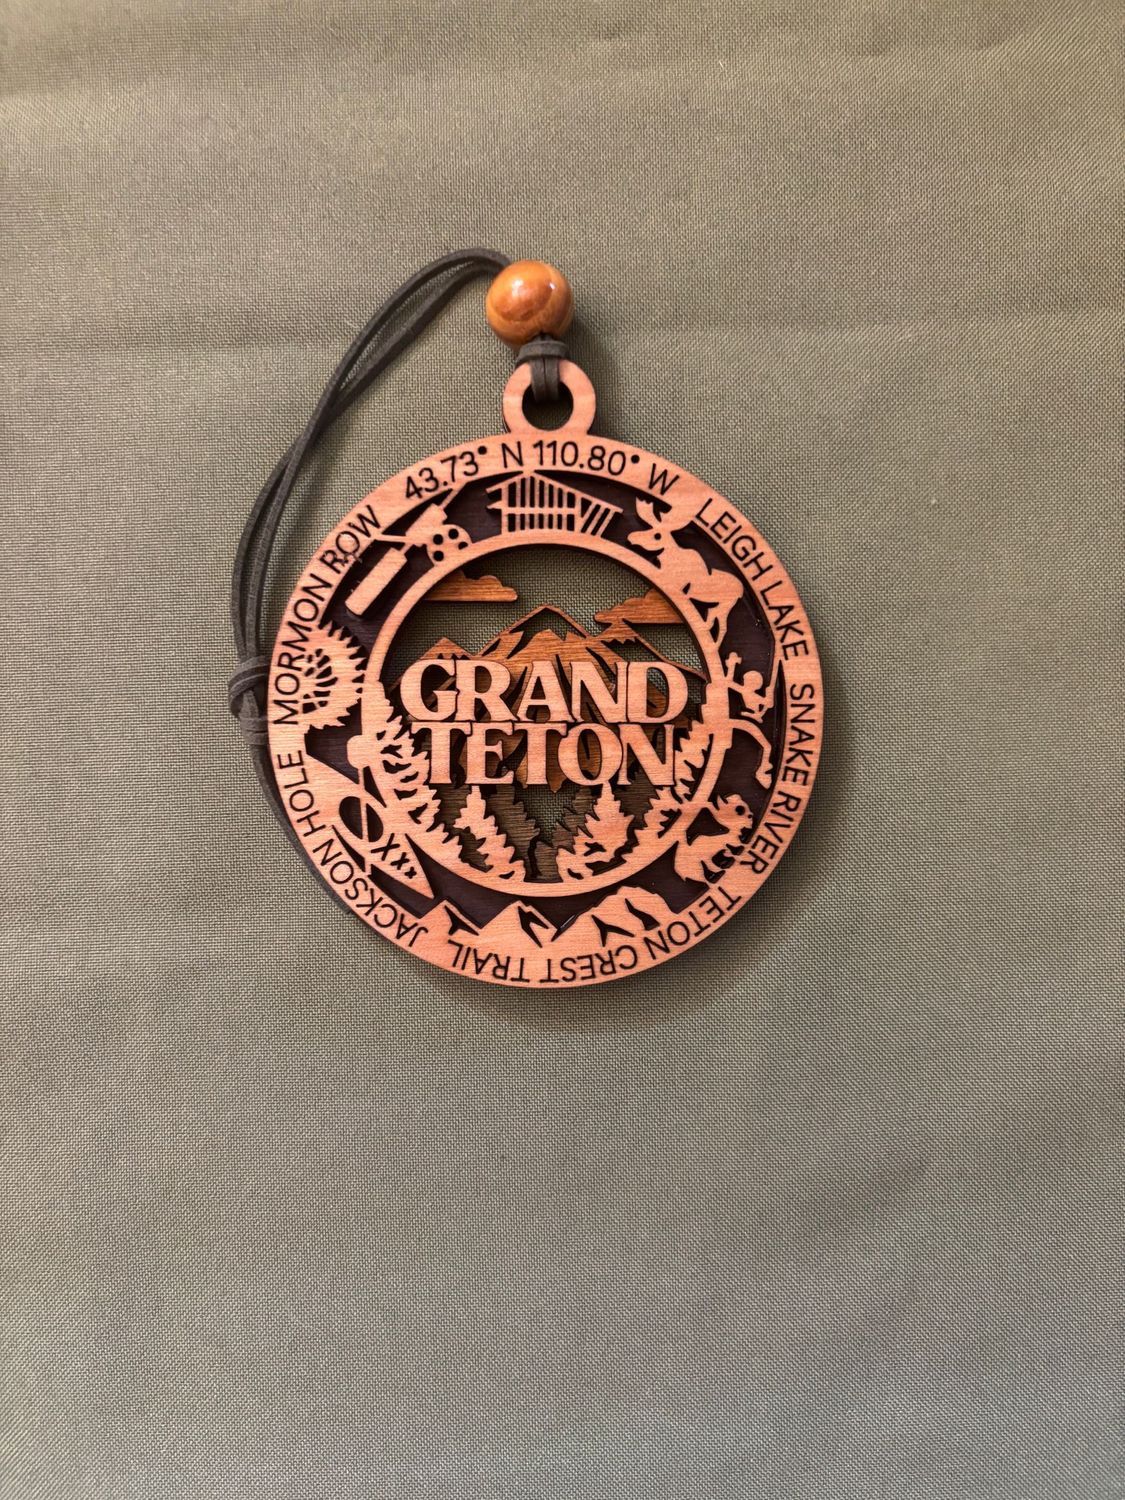 43.73° N 110.80° W
LEIGH LAKE
SNAKE RIVER
TETON CREST TRAIL
JACKSON HOLE
MORMON ROW
GRAND
TETON